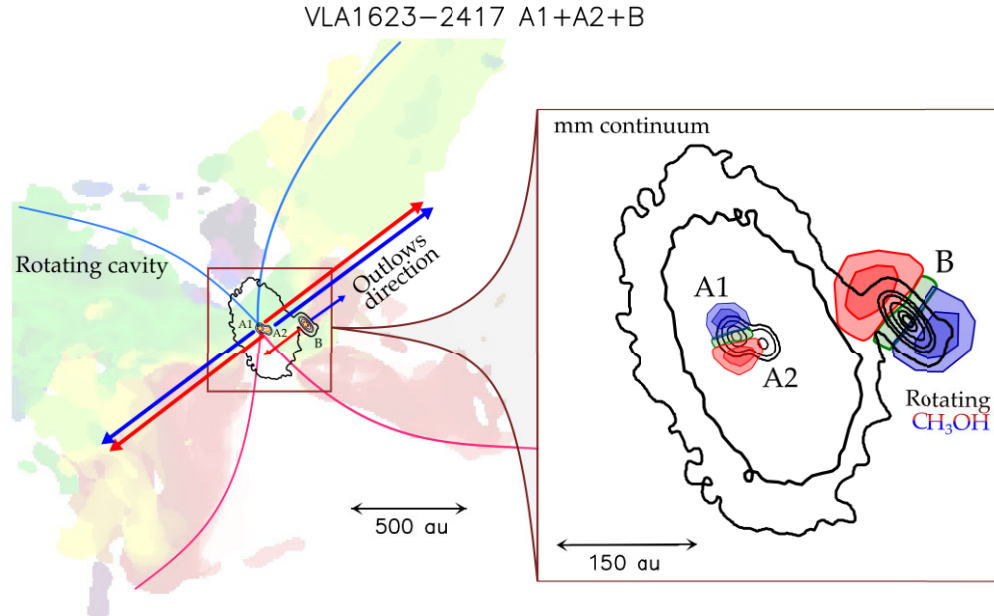 VLA1623−2417 A1+A2+B
mm continuum
Rotating cavity
Outlows
direction
A1
A2
B
500 au
A1
A2
B
Rotating
CH₃OH
150 au